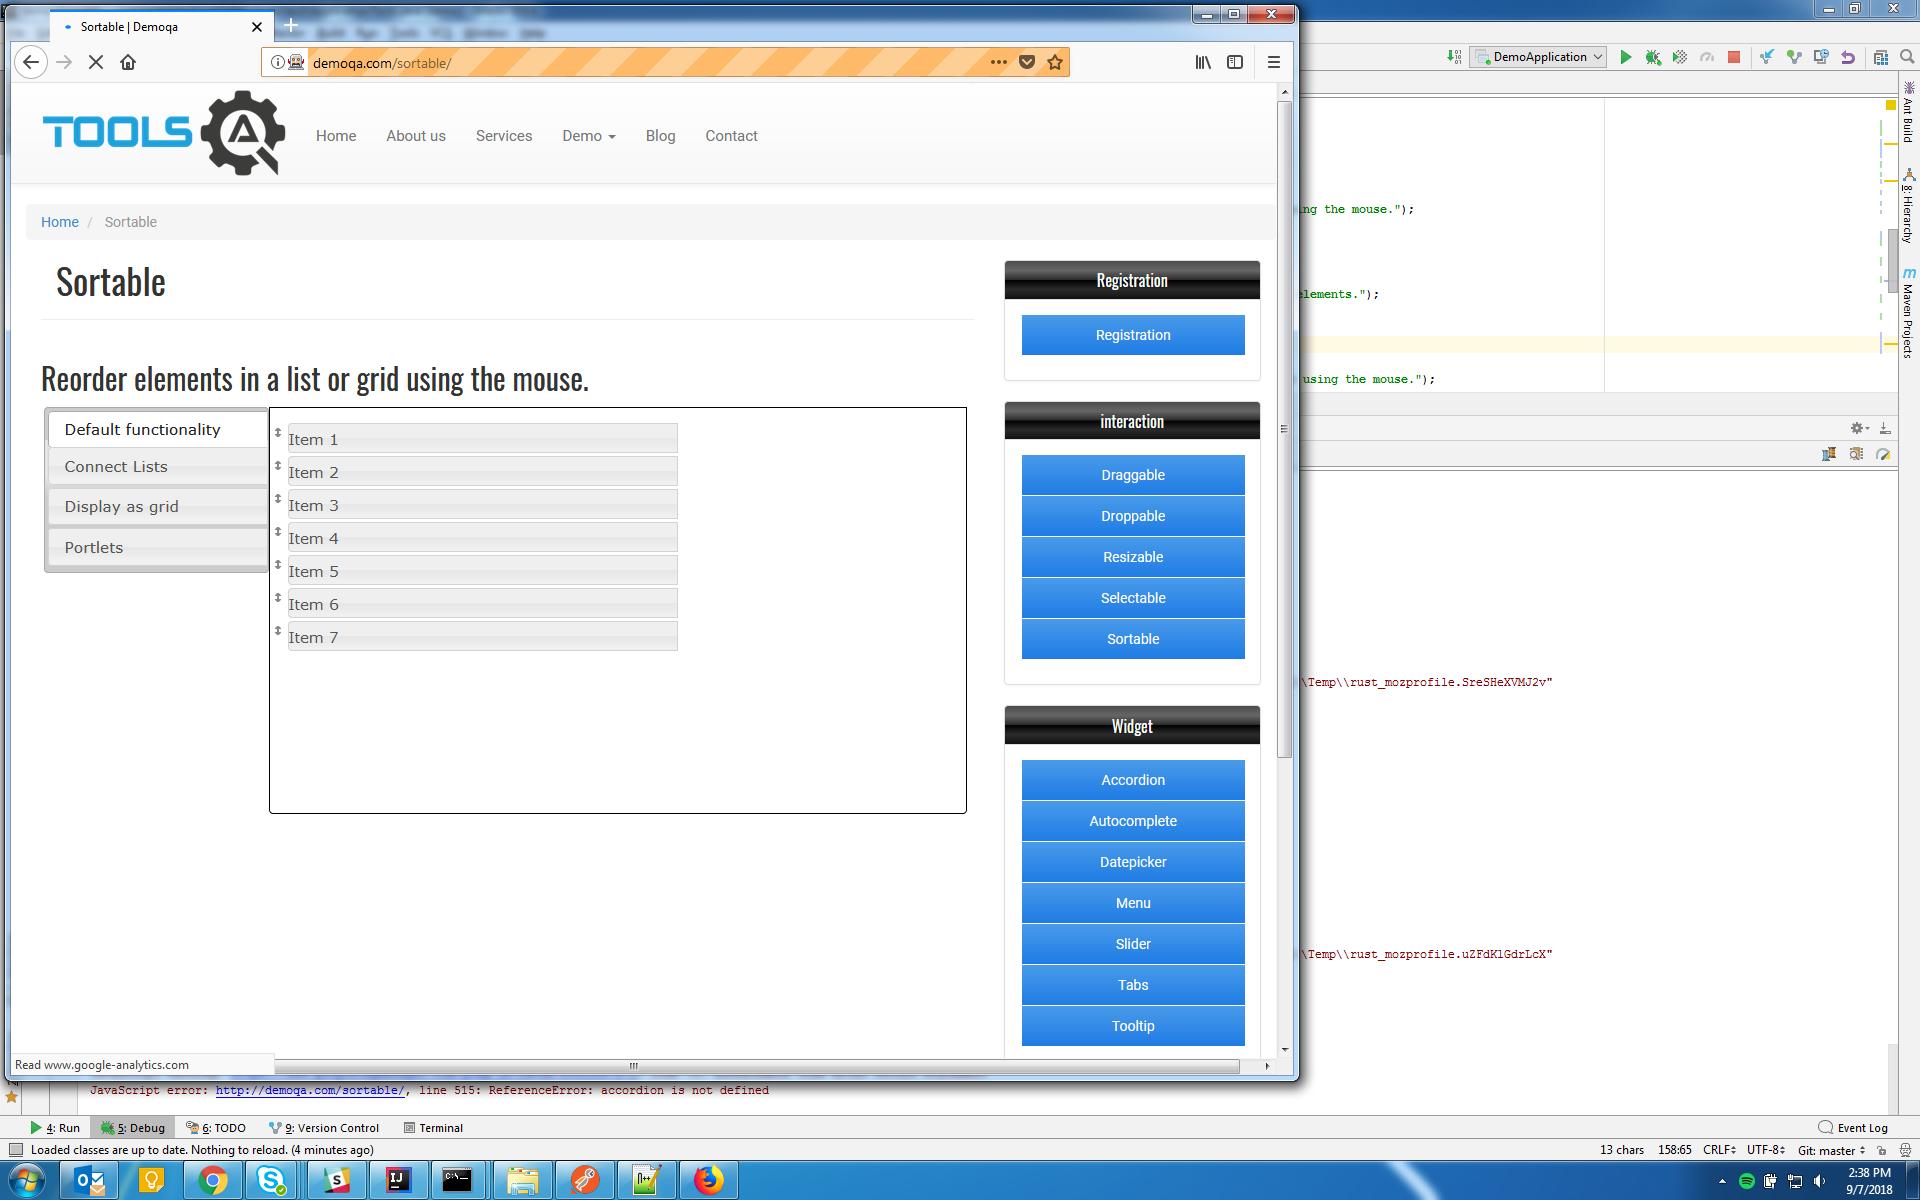 Sortable | Demoqa
demoqa.com/sortable/
DemoApplication
TOOLS QA
Home
About us
Services
Demo
Blog
Contact
Home / Sortable
Sortable
Reorder elements in a list or grid using the mouse.
Default functionality
Connect Lists
Display as grid
Portlets
Item 1
Item 2
Item 3
Item 4
Item 5
Item 6
Item 7
Registration
Registration
interaction
Draggable
Droppable
Resizable
Selectable
Sortable
Widget
Accordion
Autocomplete
Datepicker
Menu
Slider
Tabs
Tooltip
Read www.google-analytics.com
ng the mouse.");
lements.");
using the mouse.");
\Temp\\rust_mozprofile.SreSHeXVMJ2v"
\Temp\\rust_mozprofile.uZFdKlGdrLcX"
Ant Build
8: Hierarchy
m Maven Projects
JavaScript error: http://demoqa.com/sortable/, line 515: ReferenceError: accordion is not defined
4: Run
5: Debug
6: TODO
9: Version Control
Terminal
Event Log
Loaded classes are up to date. Nothing to reload. (4 minutes ago)
13 chars
158:65
CRLF
UTF-8
Git: master
2:38 PM
9/7/2018